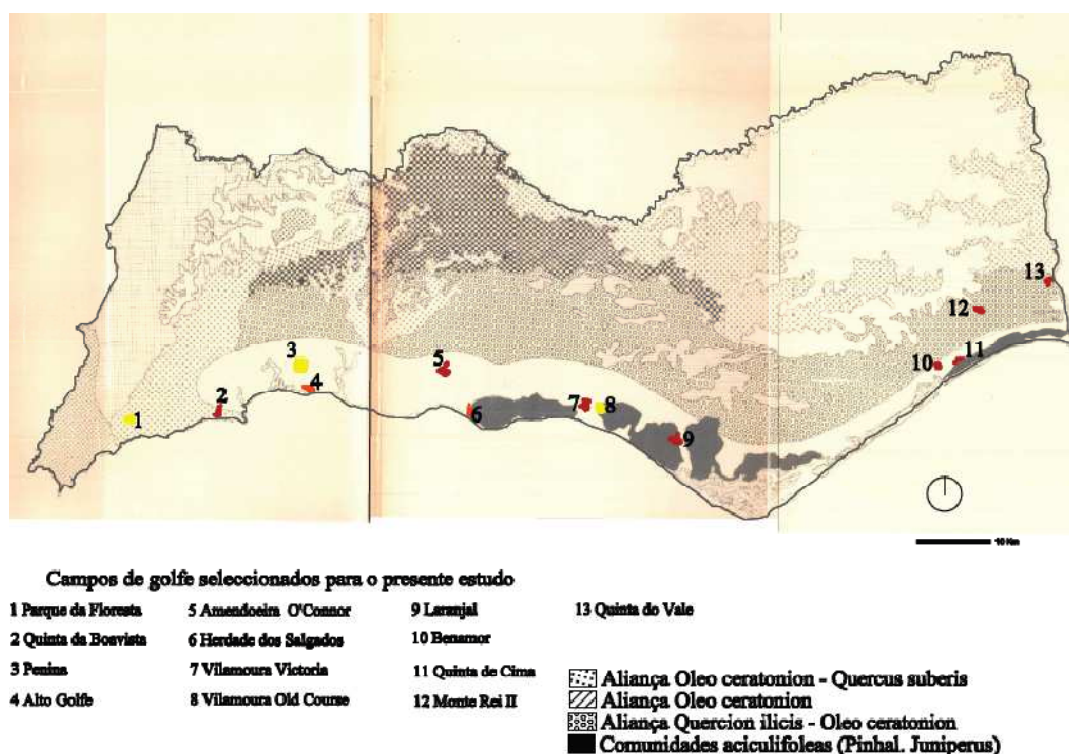 1
2
3
4
5
6
7
8
9
10
11
12
13
10 Km
Campos de golfe seleccionados para o presente estudo
1 Parque da Floresta
2 Quinta da Boavista
3 Penina
4 Alto Golfe
5 Amendoeira O'Connor
6 Herdade dos Salgados
7 Vilamoura Victoria
8 Vilamoura Old Course
9 Laranjal
10 Benamor
11 Quinta de Cima
12 Monte Rei II
13 Quinta do Vale
Aliança Oleo ceratonion - Quercus suberis
Aliança Oleo ceratonion
Aliança Quercion ilicis - Oleo ceratonion
Comunidades aciculifoleas (Pinhal, Juniperus)